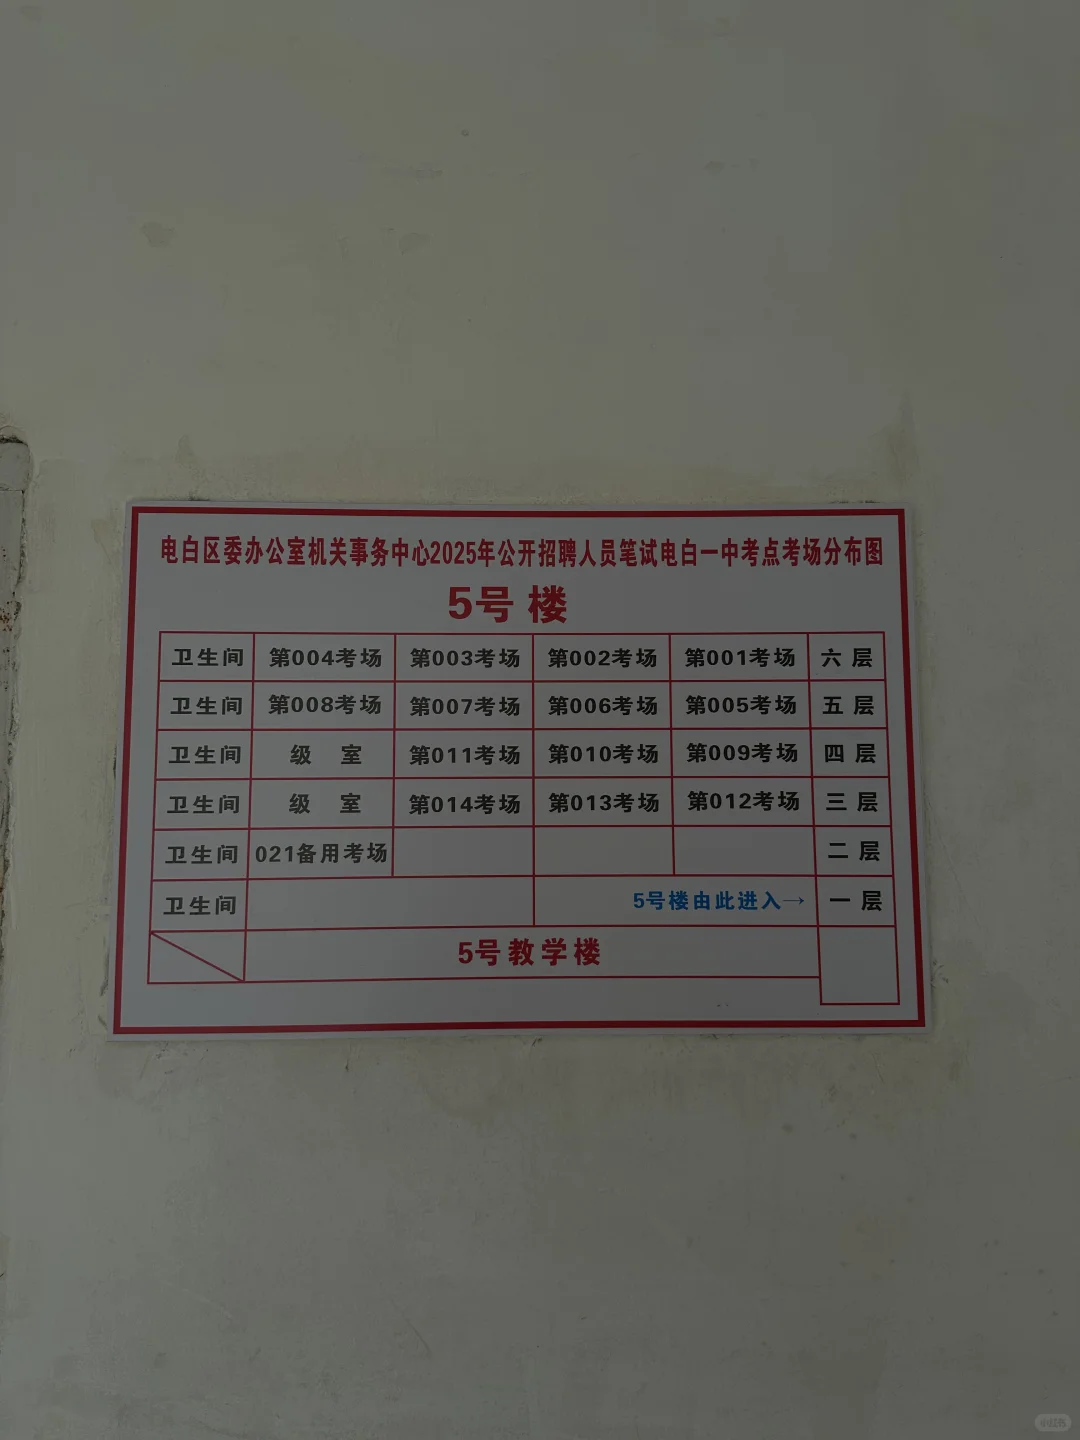 电白区委办公室机关事务中心2025年公开招聘人员笔试电白一中考点考场分布图
5号 楼
卫生间 第004考场 第003考场 第002考场 第001考场 六 层
卫生间 第008考场 第007考场 第006考场 第005考场 五 层
卫生间 级 室 第011考场 第010考场 第009考场 四 层
卫生间 级 室 第014考场 第013考场 第012考场 三 层
卫生间 021备用考场 二 层
卫生间 5号楼由此进入→ 一 层
5号教学楼
小红书